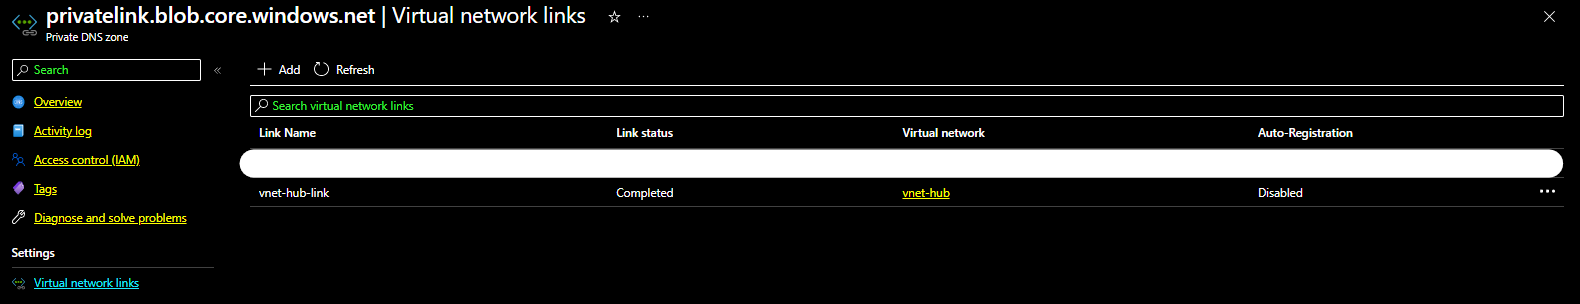 privatelink.blob.core.windows.net | Virtual network links
Private DNS zone
Search
Add Refresh
Overview
Activity log
Access control (IAM)
Tags
Diagnose and solve problems
Settings
Virtual network links
Search virtual network links
Link Name Link status Virtual network Auto-Registration
vnet-hub-link Completed vnet-hub Disabled